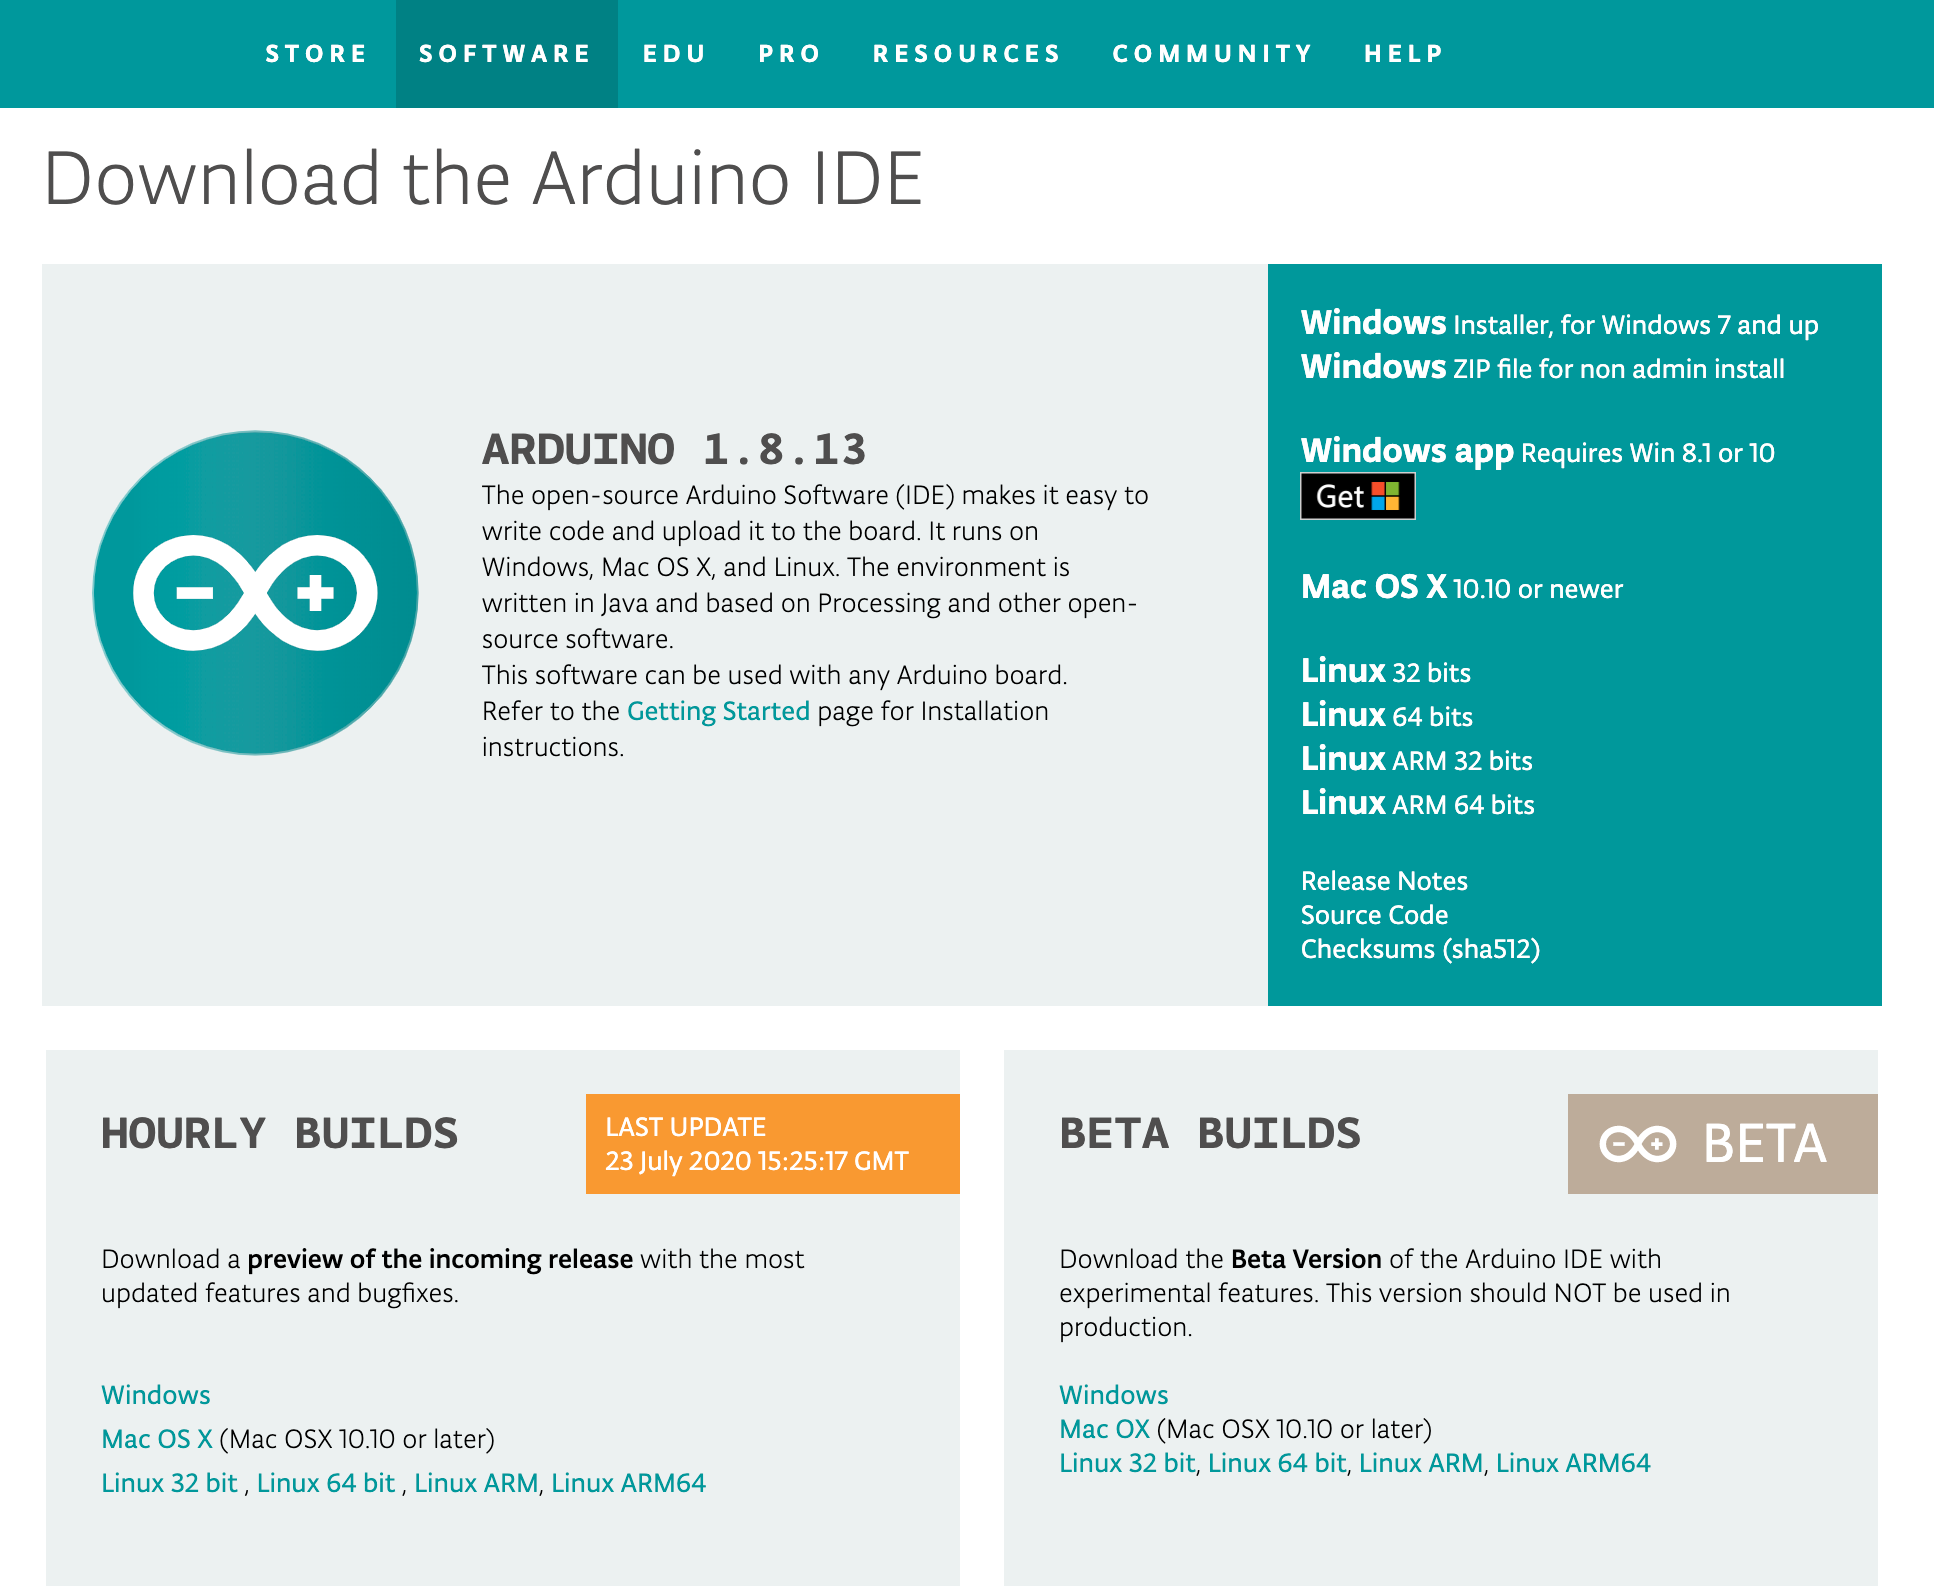 STORE SOFTWARE EDU PRO RESOURCES COMMUNITY HELP
Download the Arduino IDE
ARDUINO 1.8.13
The open-source Arduino Software (IDE) makes it easy to
write code and upload it to the board. It runs on
Windows, Mac OS X, and Linux. The environment is
written in Java and based on Processing and other open-
source software.
This software can be used with any Arduino board.
Refer to the Getting Started page for Installation
instructions.
Windows Installer, for Windows 7 and up
Windows ZIP file for non admin install
Windows app Requires Win 8.1 or 10
Get
Mac OS X 10.10 or newer
Linux 32 bits
Linux 64 bits
Linux ARM 32 bits
Linux ARM 64 bits
Release Notes
Source Code
Checksums (sha512)
HOURLY BUILDS
LAST UPDATE
23 July 2020 15:25:17 GMT
Download a preview of the incoming release with the most
updated features and bugfixes.
Windows
Mac OS X (Mac OSX 10.10 or later)
Linux 32 bit , Linux 64 bit , Linux ARM, Linux ARM64
BETA BUILDS
BETA
Download the Beta Version of the Arduino IDE with
experimental features. This version should NOT be used in
production.
Windows
Mac OX (Mac OSX 10.10 or later)
Linux 32 bit, Linux 64 bit, Linux ARM, Linux ARM64